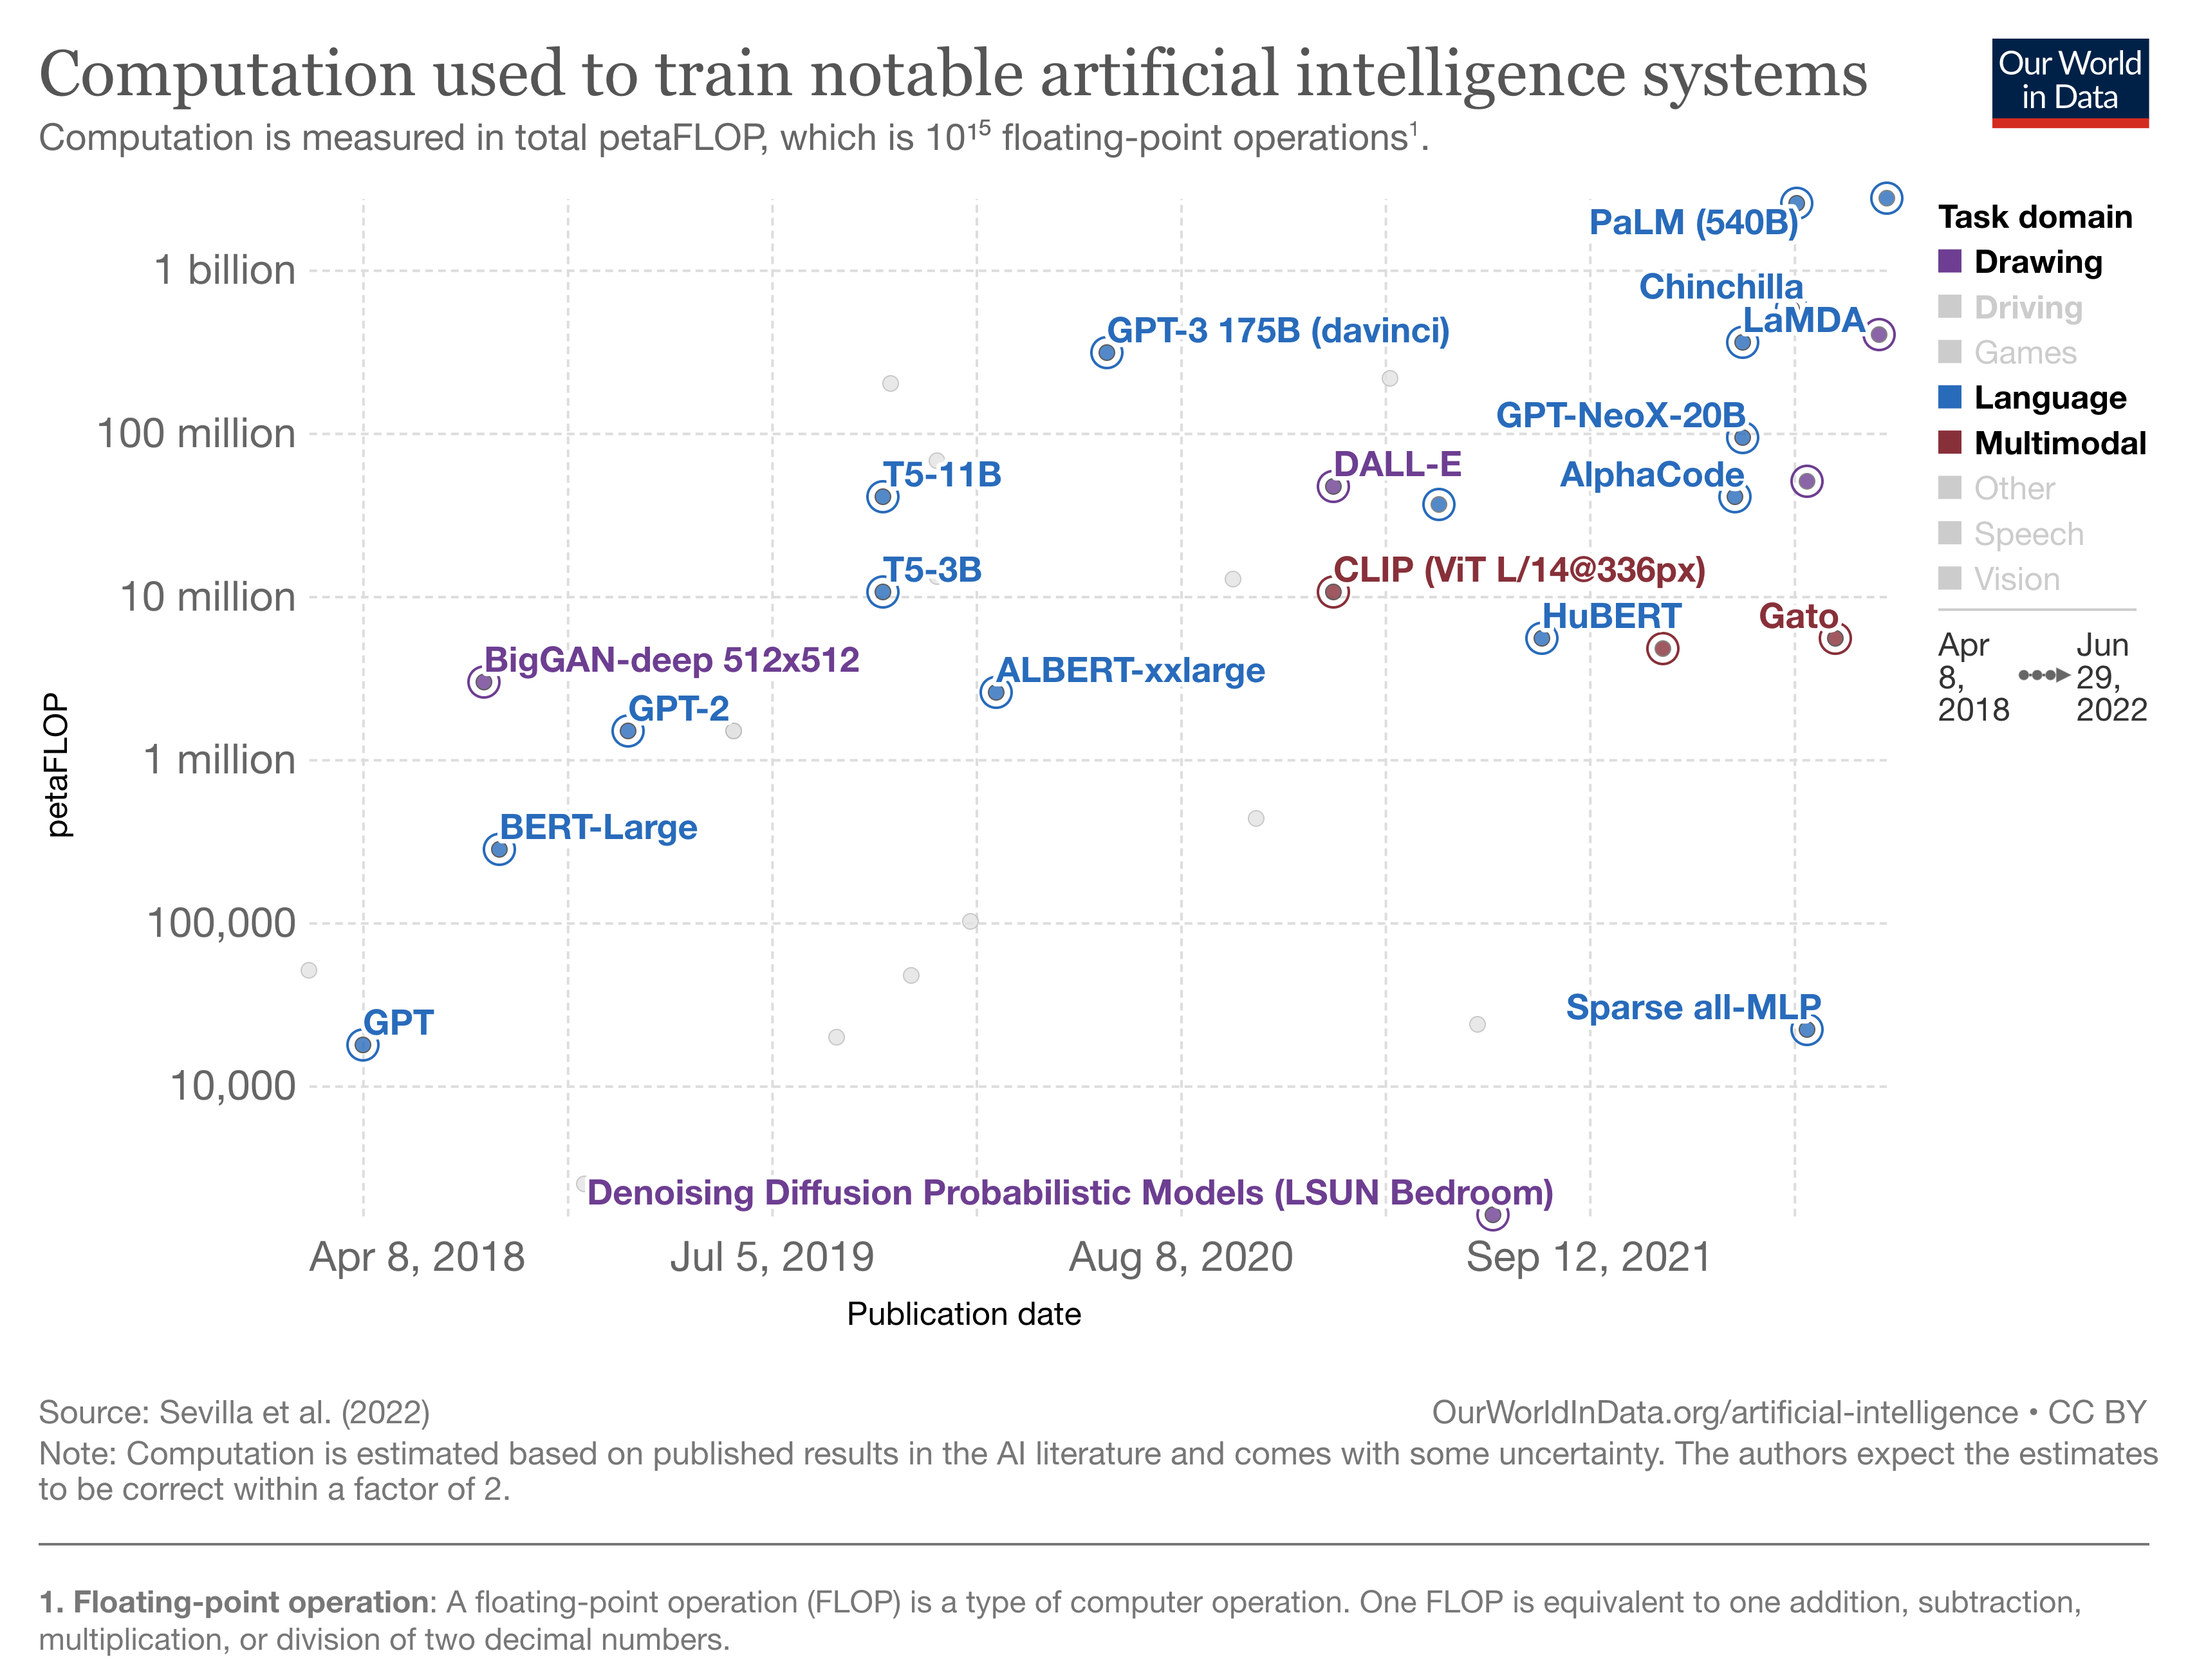 Computation used to train notable artificial intelligence systems
Our World
in Data
Computation is measured in total petaFLOP, which is 10¹⁵ floating-point operations¹.
PaLM (540B)
Task domain
Drawing
Driving
Games
Language
Multimodal
Other
Speech
Vision
Apr
8,
2018
Jun
29,
2022
1 billion
Chinchilla
LaMDA
GPT-3 175B (davinci)
GPT-NeoX-20B
100 million
DALL-E
T5-11B
AlphaCode
T5-3B
CLIP (ViT L/14@336px)
10 million
HuBERT
Gato
BigGAN-deep 512x512
ALBERT-xxlarge
GPT-2
petaFLOP
1 million
BERT-Large
100,000
Sparse all-MLP
GPT
10,000
Denoising Diffusion Probabilistic Models (LSUN Bedroom)
Apr 8, 2018
Jul 5, 2019
Aug 8, 2020
Sep 12, 2021
Publication date
Source: Sevilla et al. (2022)
OurWorldInData.org/artificial-intelligence • CC BY
Note: Computation is estimated based on published results in the AI literature and comes with some uncertainty. The authors expect the estimates
to be correct within a factor of 2.
1. Floating-point operation: A floating-point operation (FLOP) is a type of computer operation. One FLOP is equivalent to one addition, subtraction,
multiplication, or division of two decimal numbers.